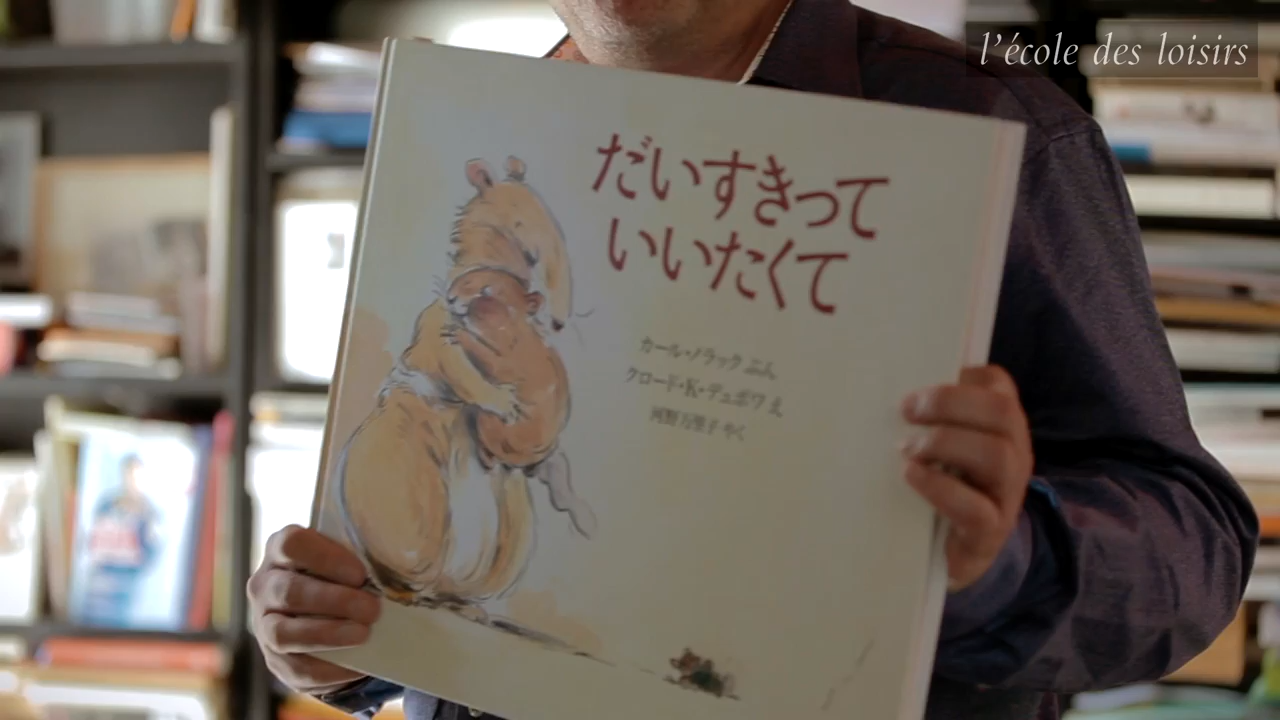 l'école des loisirs
だいすきって
いいたくて
カール・ノラック ぶん
クロード・K・デュボワ え
河野万里子 やく